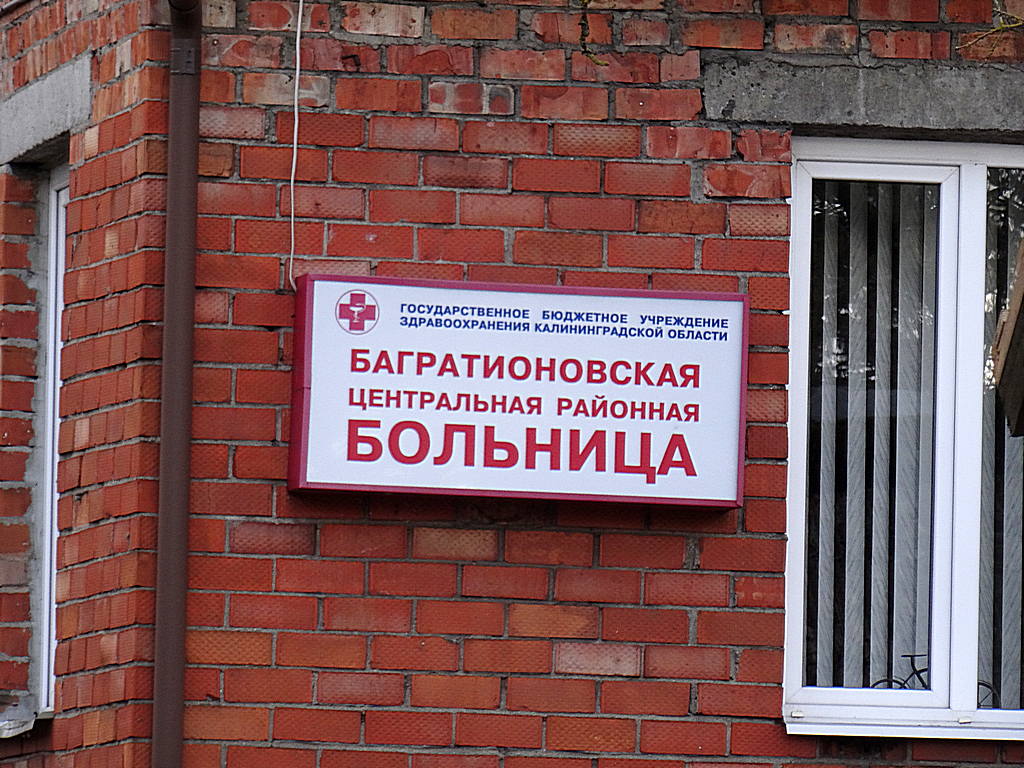 ГОСУДАРСТВЕННОЕ БЮДЖЕТНОЕ УЧРЕЖДЕНИЕ
ЗДРАВООХРАНЕНИЯ КАЛИНИНГРАДСКОЙ ОБЛАСТИ
БАГРАТИОНОВСКАЯ
ЦЕНТРАЛЬНАЯ РАЙОННАЯ
БОЛЬНИЦА